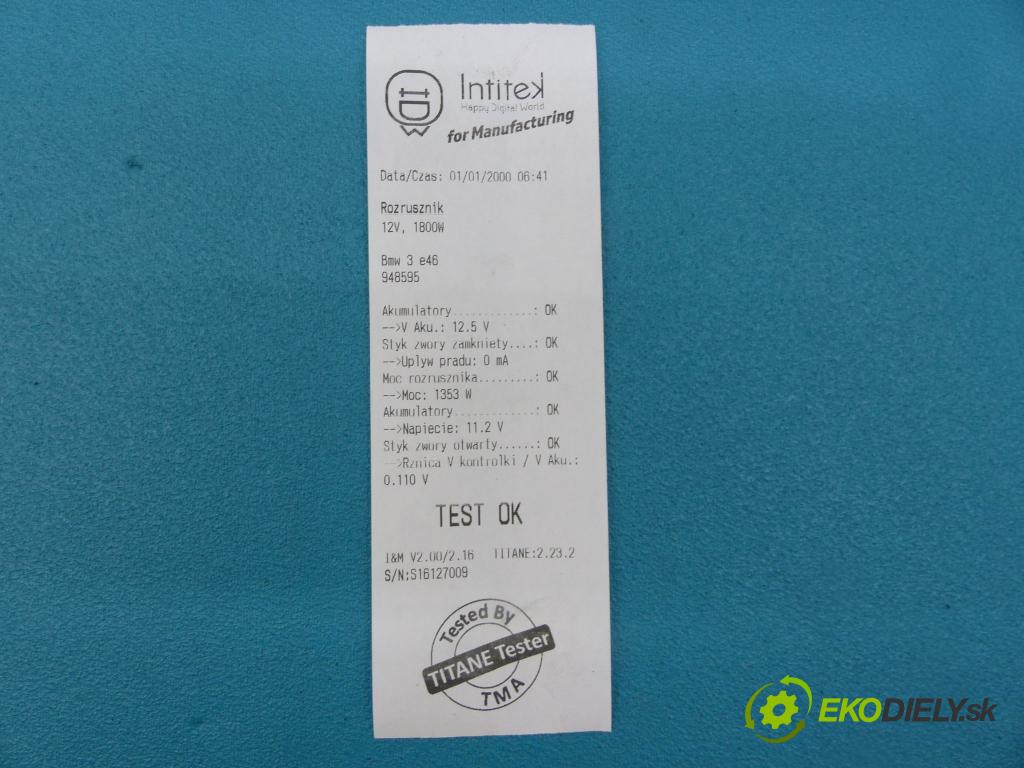 Intitek
Happy Digital World
for Manufacturing
Data/Czas: 01/01/2000 06:41
Rozrusznik
12V, 1800W
Bmw 3 e46
948595
Akumulatory.............: OK
-->V Aku.: 12.5 V
Styk zwory zamkniety....: OK
-->Uplyw pradu: 0 mA
Moc rozrusznika.........: OK
-->Moc: 1353 W
Akumulatory.............: OK
-->Napiecie: 11.2 V
Styk zwory otwarty......: OK
-->Rznica V kontrolki / V Aku.:
0.110 V
TEST OK
I&M V2.00/2.16 TITANE:2.23.2
S/N:S16127009
Tested By
TITANE Tester
TMA
EKODIELY.sk